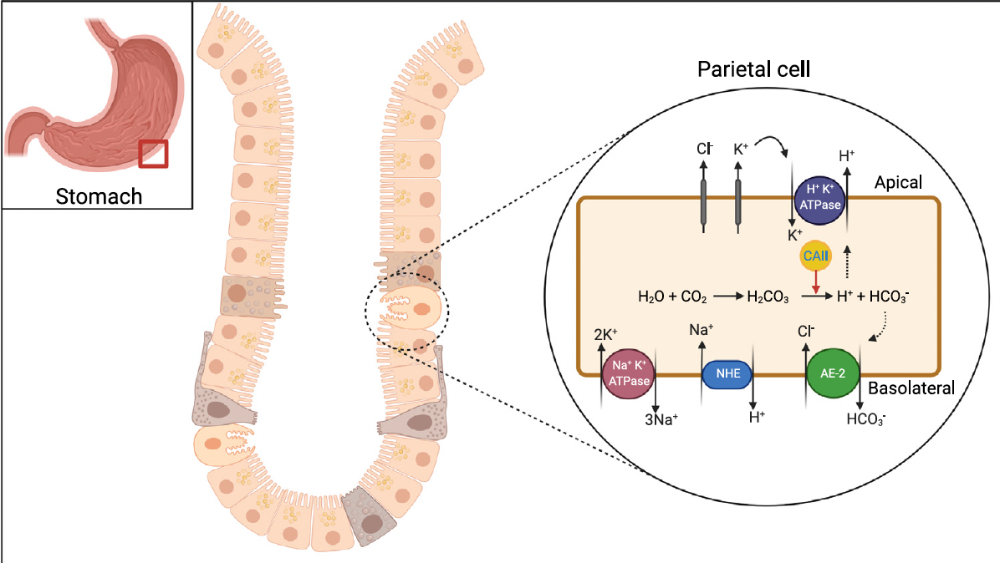 Stomach
Parietal cell
Cl⁻
K⁺
H⁺
H⁺ K⁺
ATPase
Apical
K⁺
CAII
H₂O + CO₂
H₂CO₃
H⁺ + HCO₃⁻
2K⁺
Na⁺
Cl⁻
Na⁺ K⁺
ATPase
NHE
AE-2
Basolateral
3Na⁺
H⁺
HCO₃⁻